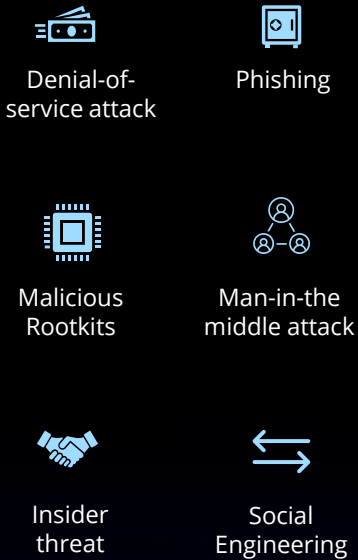 Denial-of-
service attack
Phishing
Malicious
Rootkits
Man-in-the
middle attack
Insider
threat
Social
Engineering